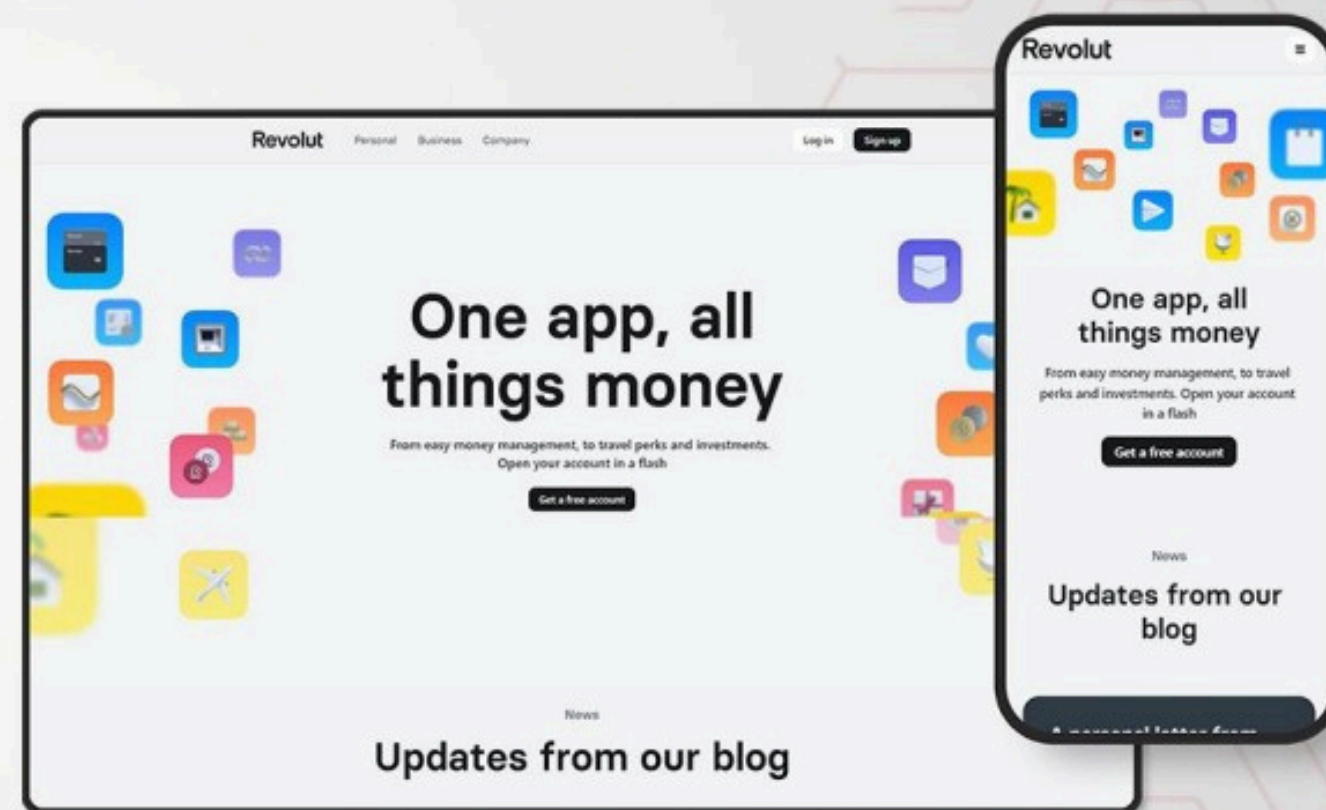 Revolut
Personal Business Company
Log in Sign up
One app, all
things money
From easy money management, to travel perks and investments.
Open your account in a flash
Get a free account
News
Updates from our blog
Revolut
One app, all
things money
From easy money management, to travel
perks and investments. Open your account
in a flash
Get a free account
News
Updates from our
blog
A personal letter from